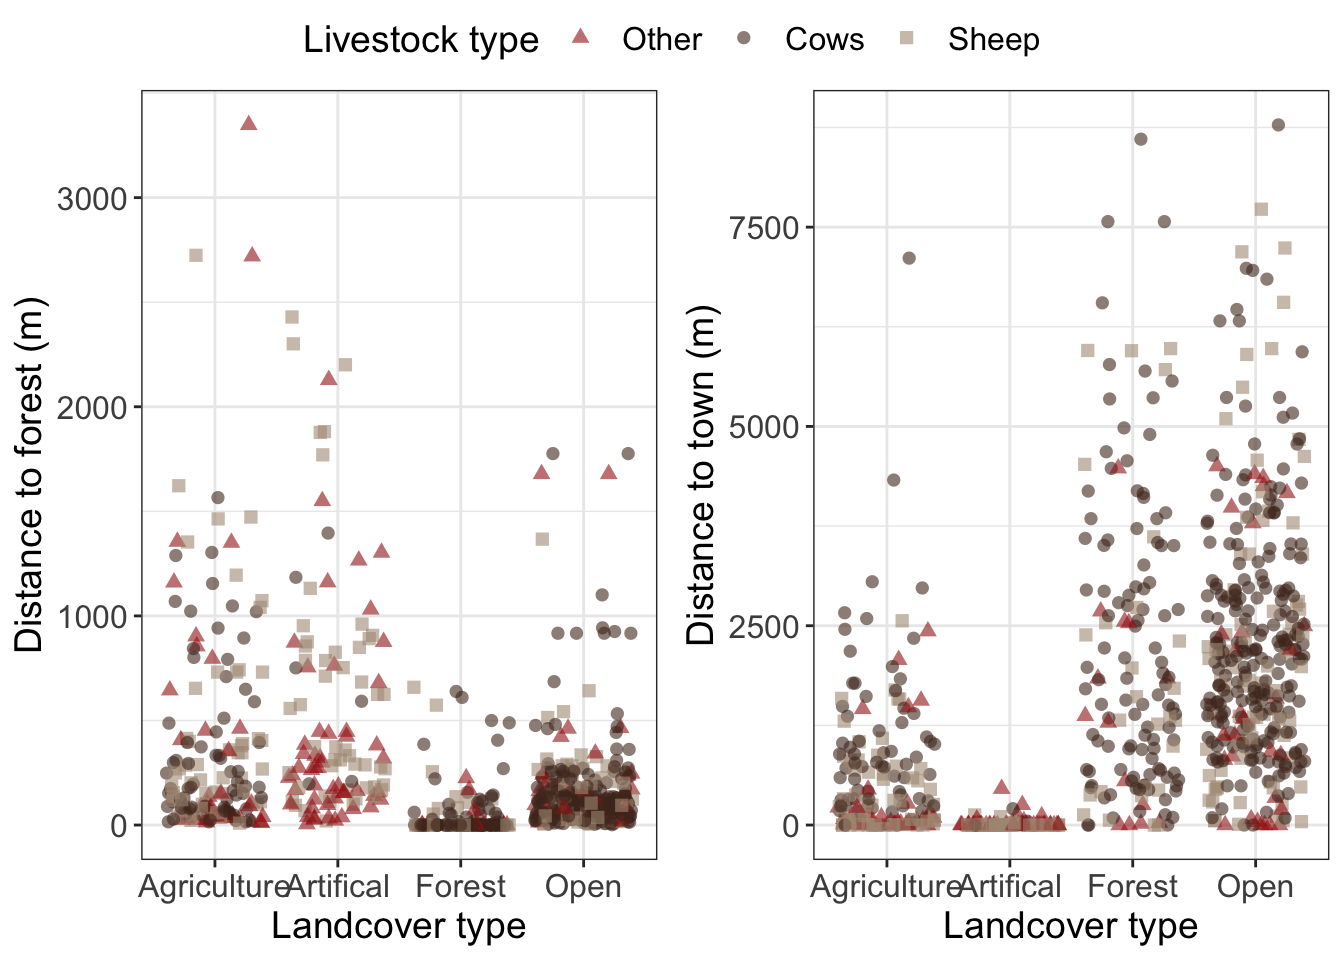 Livestock type Other Cows Sheep
Distance to forest (m)
3000
2000
1000
0
Agriculture Artifical Forest Open
Landcover type
Distance to town (m)
7500
5000
2500
0
Agriculture Artifical Forest Open
Landcover type